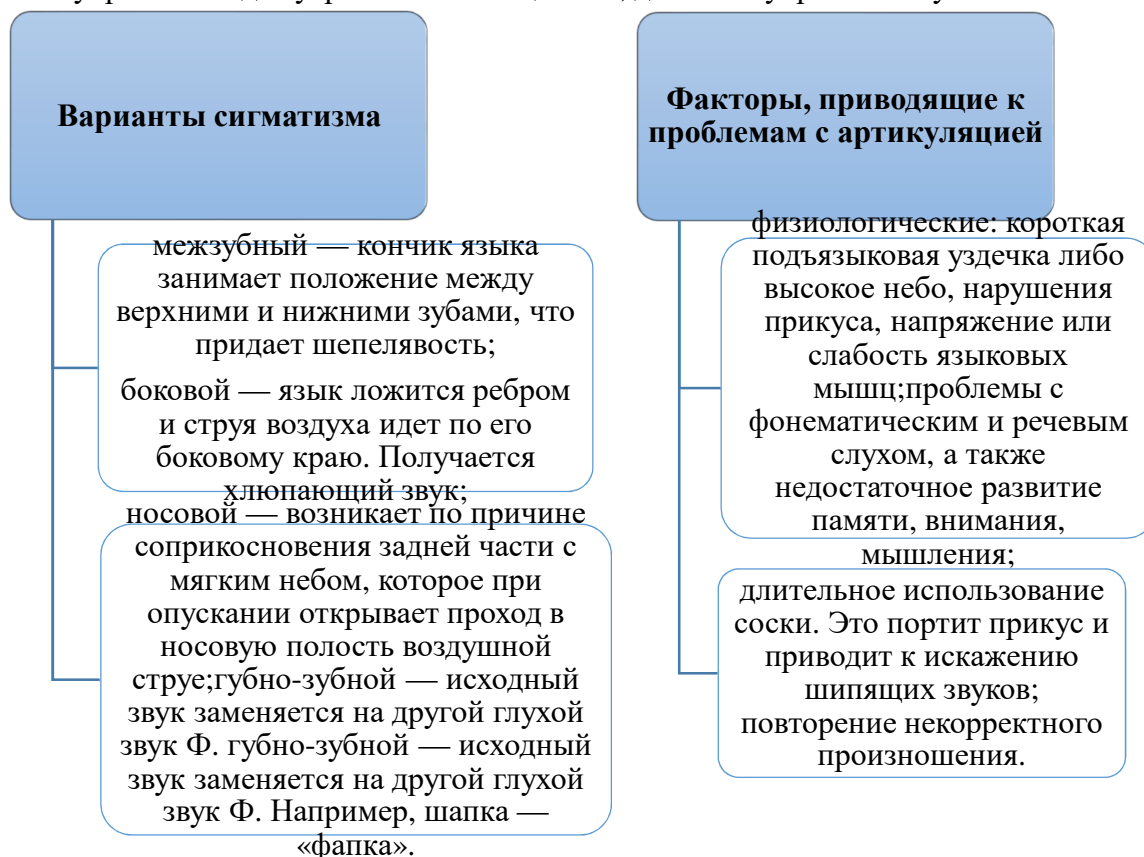 Варианты сигматизма
межзубный — кончик языка
занимает положение между
верхними и нижними зубами, что
придает шепелявость;
боковой — язык ложится ребром
и струя воздуха идет по его
боковому краю. Получается
хлюпающий звук;
носовой — возникает по причине
соприкосновения задней части с
мягким небом, которое при
опускании открывает проход в
носовую полость воздушной
струе;губно-зубной — исходный
звук заменяется на другой глухой
звук Ф. губно-зубной — исходный
звук заменяется на другой глухой
звук Ф. Например, шапка —
«фапка».
Факторы, приводящие к
проблемам с артикуляцией
физиологические: короткая
подъязыковая уздечка либо
высокое небо, нарушения
прикуса, напряжение или
слабость языковых
мышц;проблемы с
фонематическим и речевым
слухом, а также
недостаточное развитие
памяти, внимания,
мышления;
длительное использование
соски. Это портит прикус и
приводит к искажению
шипящих звуков;
повторение некорректного
произношения.